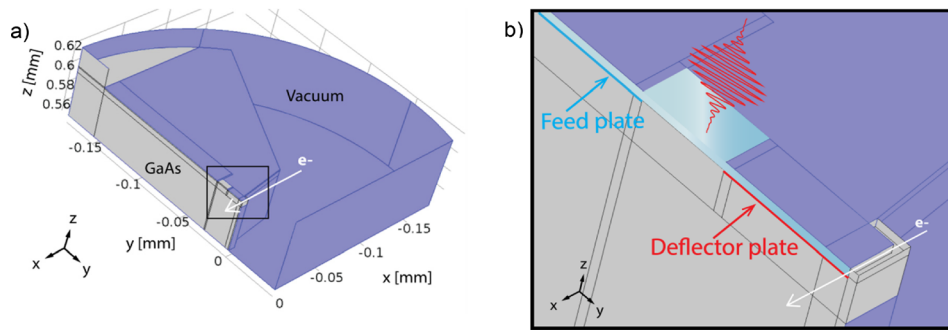 a)
z [mm]
0.62
0.6
0.58
0.56
-0.15
-0.1
-0.05
0
y [mm]
GaAs
Vacuum
e-
-0.15
-0.1
-0.05
0
x [mm]
z
x
y
b)
Feed plate
Deflector plate
e-
z
x
y